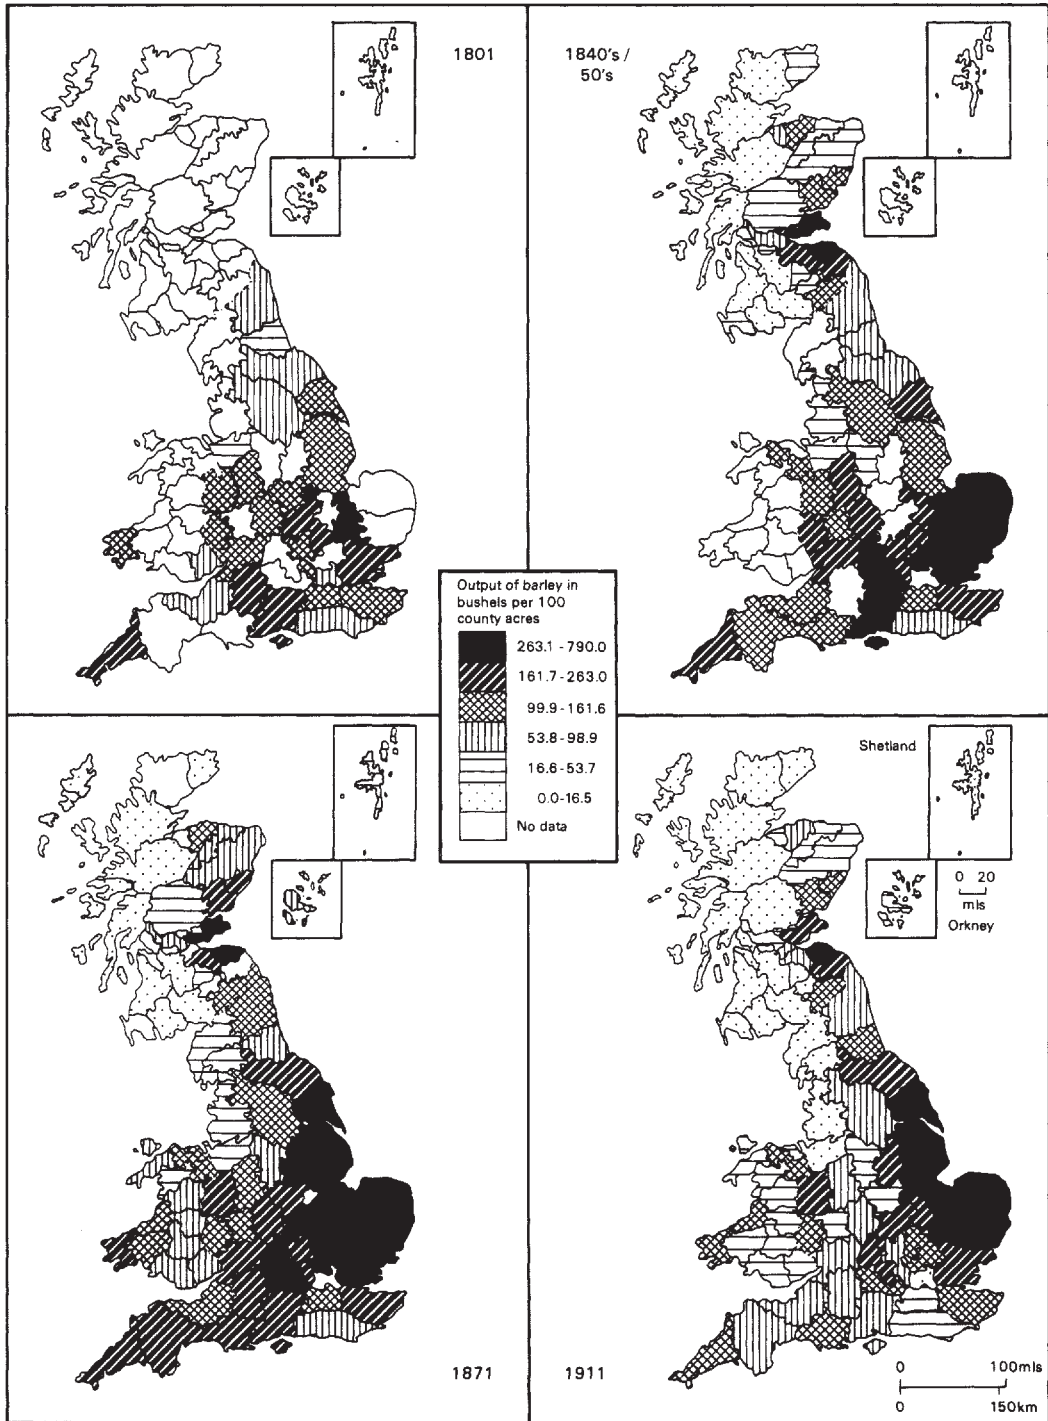 1801
1840's /
50's
Output of barley in
bushels per 100
county acres
263.1 - 790.0
161.7 - 263.0
99.9 - 161.6
53.8 - 98.9
16.6 - 53.7
0.0 - 16.5
No data
Shetland
0 20
mls
Orkney
1871
1911
0 100mls
0 150km